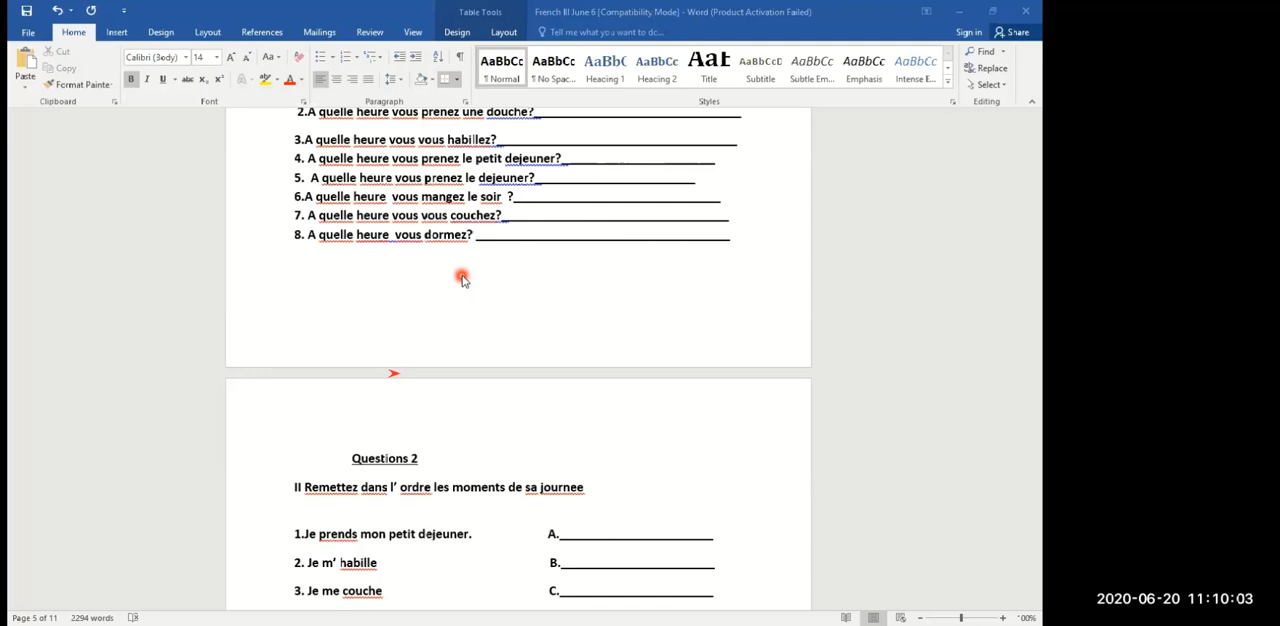 Table Tools
French III June 6 [Compatibility Mode] - Word (Product Activation Failed)
File Home Insert Design Layout References Mailings Review View Design Layout Tell me what you want to do... Sign in Share
Cut
Copy
Format Painter
Paste
Calibri (Body) 14
Clipboard Font Paragraph Styles Editing
AaBbCc AaBbCc AaBbC AaBbCc AaB AaBbCcD AaBbCc AaBbCc AaBbCc
¶ Normal ¶ No Spac... Heading 1 Heading 2 Title Subtitle Subtle Em... Emphasis Intense E...
Find
Replace
Select
2.A quelle heure vous prenez une douche?
3.A quelle heure vous vous habillez?
4. A quelle heure vous prenez le petit dejeuner?
5. A quelle heure vous prenez le dejeuner?
6.A quelle heure vous mangez le soir ?
7. A quelle heure vous vous couchez?
8. A quelle heure vous dormez?
Questions 2
II Remettez dans l’ ordre les moments de sa journee
1.Je prends mon petit dejeuner. A.
2. Je m’ habille B.
3. Je me couche C.
Page 5 of 11 2294 words 100%
2020-06-20 11:10:03